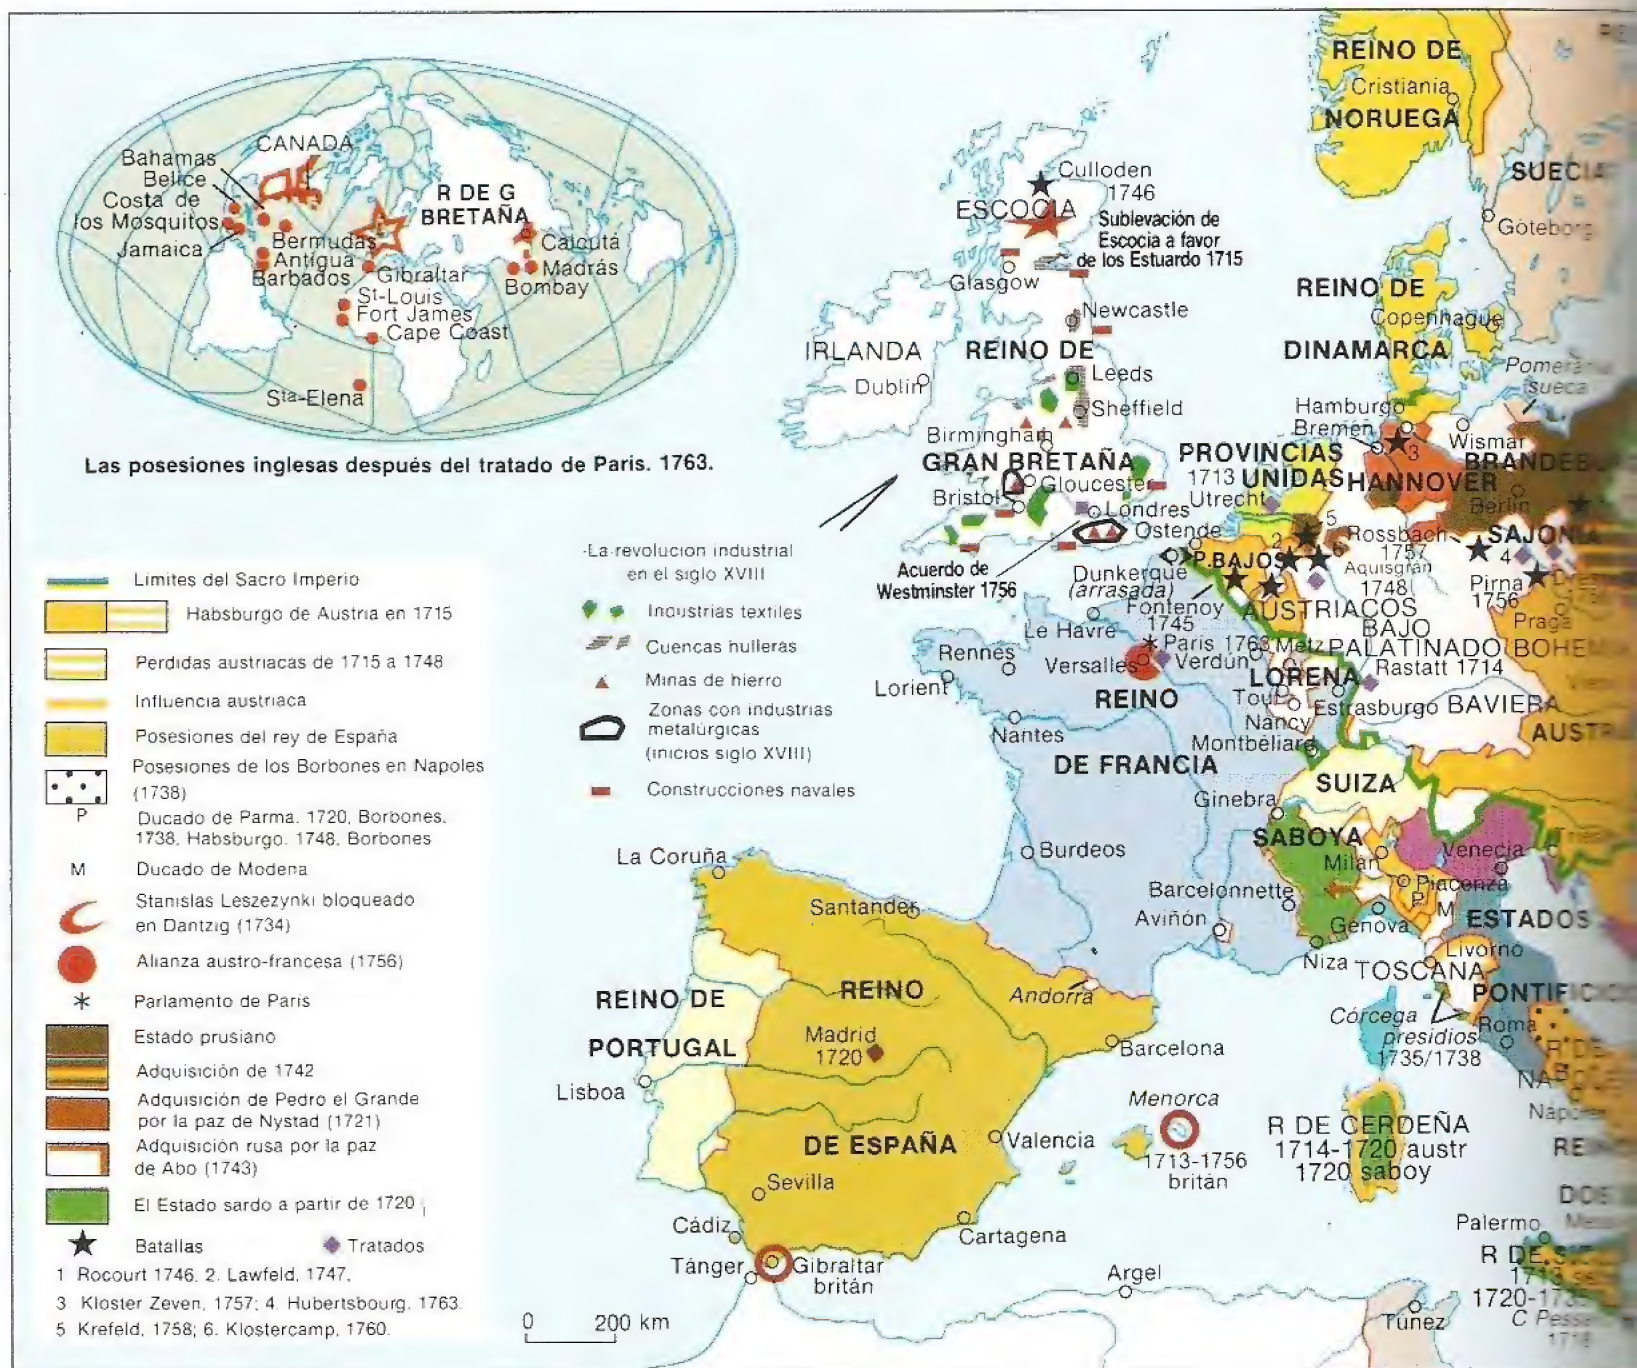 CANADA
Bahamas
Belice
Costa de
los Mosquitos
Jamaica
Bermudas
Antigua
Barbados
R DE G
BRETAÑA
Gibraltar
Calcutá
Madrás
Bombay
St-Louis
Fort James
Cape Coast
Sta-Elena
Las posesiones inglesas después del tratado de Paris. 1763.
Limites del Sacro Imperio
Habsburgo de Austria en 1715
Perdidas austriacas de 1715 a 1748
Influencia austriaca
Posesiones del rey de España
Posesiones de los Borbones en Napoles
(1738)
P
Ducado de Parma. 1720, Borbones.
1738, Habsburgo. 1748, Borbones
M
Ducado de Modena
Stanislas Leszezynki bloqueado
en Dantzig (1734)
Alianza austro-francesa (1756)
Parlamento de Paris
Estado prusiano
Adquisición de 1742
Adquisición de Pedro el Grande
por la paz de Nystad (1721)
Adquisición rusa por la paz
de Abo (1743)
El Estado sardo a partir de 1720
Batallas
Tratados
1 Rocourt 1746. 2. Lawfeld, 1747,
3 Kloster Zeven, 1757; 4. Hubertsbourg. 1763.
5 Krefeld, 1758; 6. Klostercamp, 1760.
-La revolucion industrial
en el siglo XVIII
Industrias textiles
Cuencas hulleras
Minas de hierro
Zonas con industrias
metalúrgicas
(inicios siglo XVIII)
Construcciones navales
REINO DE
Cristiania
NORUEGA
SUECIA
Göteborg
Culloden
1746
ESCOCIA
Sublevación de
Escocia a favor
de los Estuardo 1715
Glasgow
Newcastle
IRLANDA
REINO DE
Dublin
Leeds
Sheffield
Birmingham
GRAN BRETAÑA
Gloucester
Bristol
Londres
Acuerdo de
Westminster 1756
REINO DE
Copenhague
DINAMARCA
Pomerania
sueca
Hamburgo
Bremen
3
Wismar
PROVINCIAS
1713
UNIDAS
Utrecht
HANNOVER
Berlin
Ostende
5
2
6
Rossbach
1757
SAJONIA
4
P.BAJOS
Aquisgrán
1748
Pirna
1756
Dunkerque
(arrasada)
Fontenoy
1745
AUSTRIACOS
BAJO
PALATINADO
Praga
Le Havre
Paris 1763
Metz
Rastatt 1714
Rennes
Versalles
Verdún
LORENA
Lorient
REINO
Toul
Nancy
Estrasburgo
BAVIERA
Nantes
Montbéliard
DE FRANCIA
SUIZA
Ginebra
SABOYA
Milán
Venecia
La Coruña
Burdeos
Barcelonnette
Piacenza
P
M
Santander
Aviñón
Génova
ESTADOS
Niza
Livorno
TOSCANA
Andorra
REINO DE
REINO
Córcega
presidios
1735/1738
Roma
PORTUGAL
Madrid
1720
Barcelona
Lisboa
Menorca
1713-1756
britán
R DE CERDEÑA
1714-1720 austr
1720 saboy
DE ESPAÑA
Valencia
Sevilla
Cádiz
Cartagena
Palermo
Tánger
Gibraltar
britán
Argel
Túnez
0 200 km